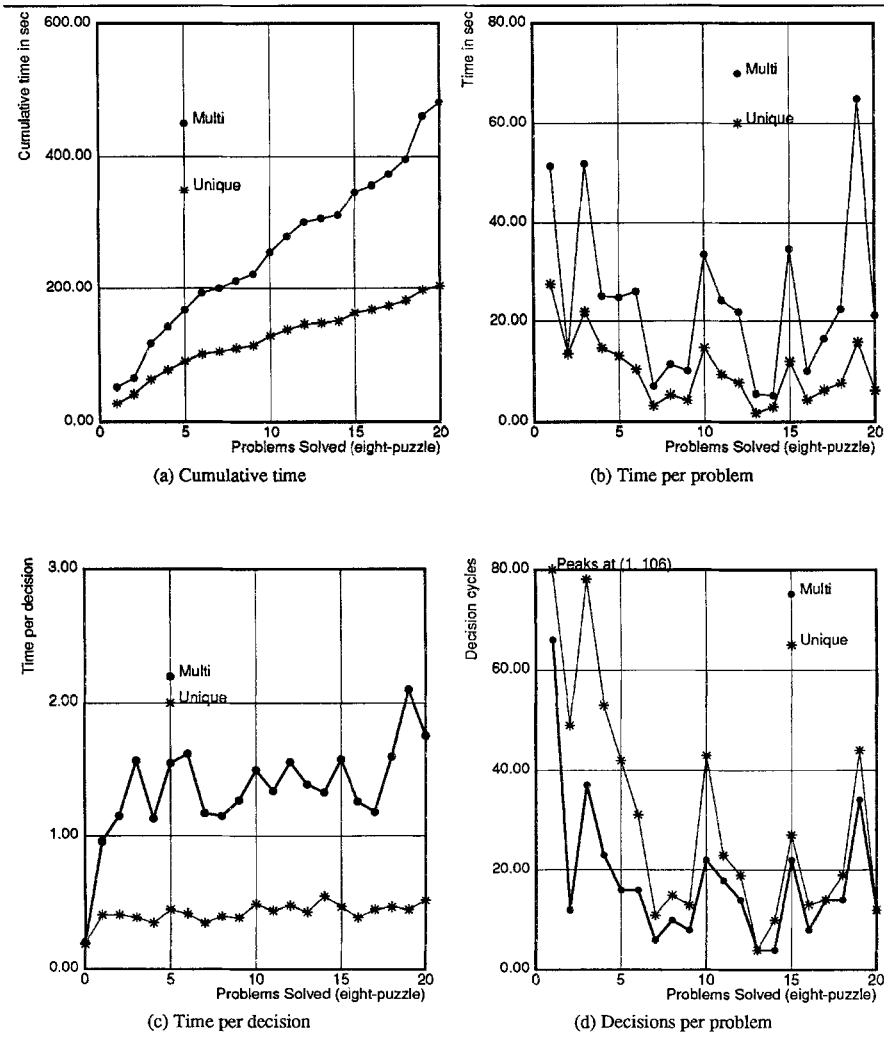 600.00
400.00
200.00
0.00
Cumulative time in sec
Multi
Unique
0 5 10 15 20
Problems Solved (eight-puzzle)
(a) Cumulative time
80.00
60.00
40.00
20.00
0.00
Time in sec
Multi
Unique
0 5 10 15 20
Problems Solved (eight-puzzle)
(b) Time per problem
3.00
2.00
1.00
0.00
Time per decision
Multi
Unique
0 5 10 15 20
Problems Solved (eight-puzzle)
(c) Time per decision
80.00
60.00
40.00
20.00
0.00
Decision cycles
Peaks at (1, 106)
Multi
Unique
0 5 10 15 20
Problems Solved (eight-puzzle)
(d) Decisions per problem